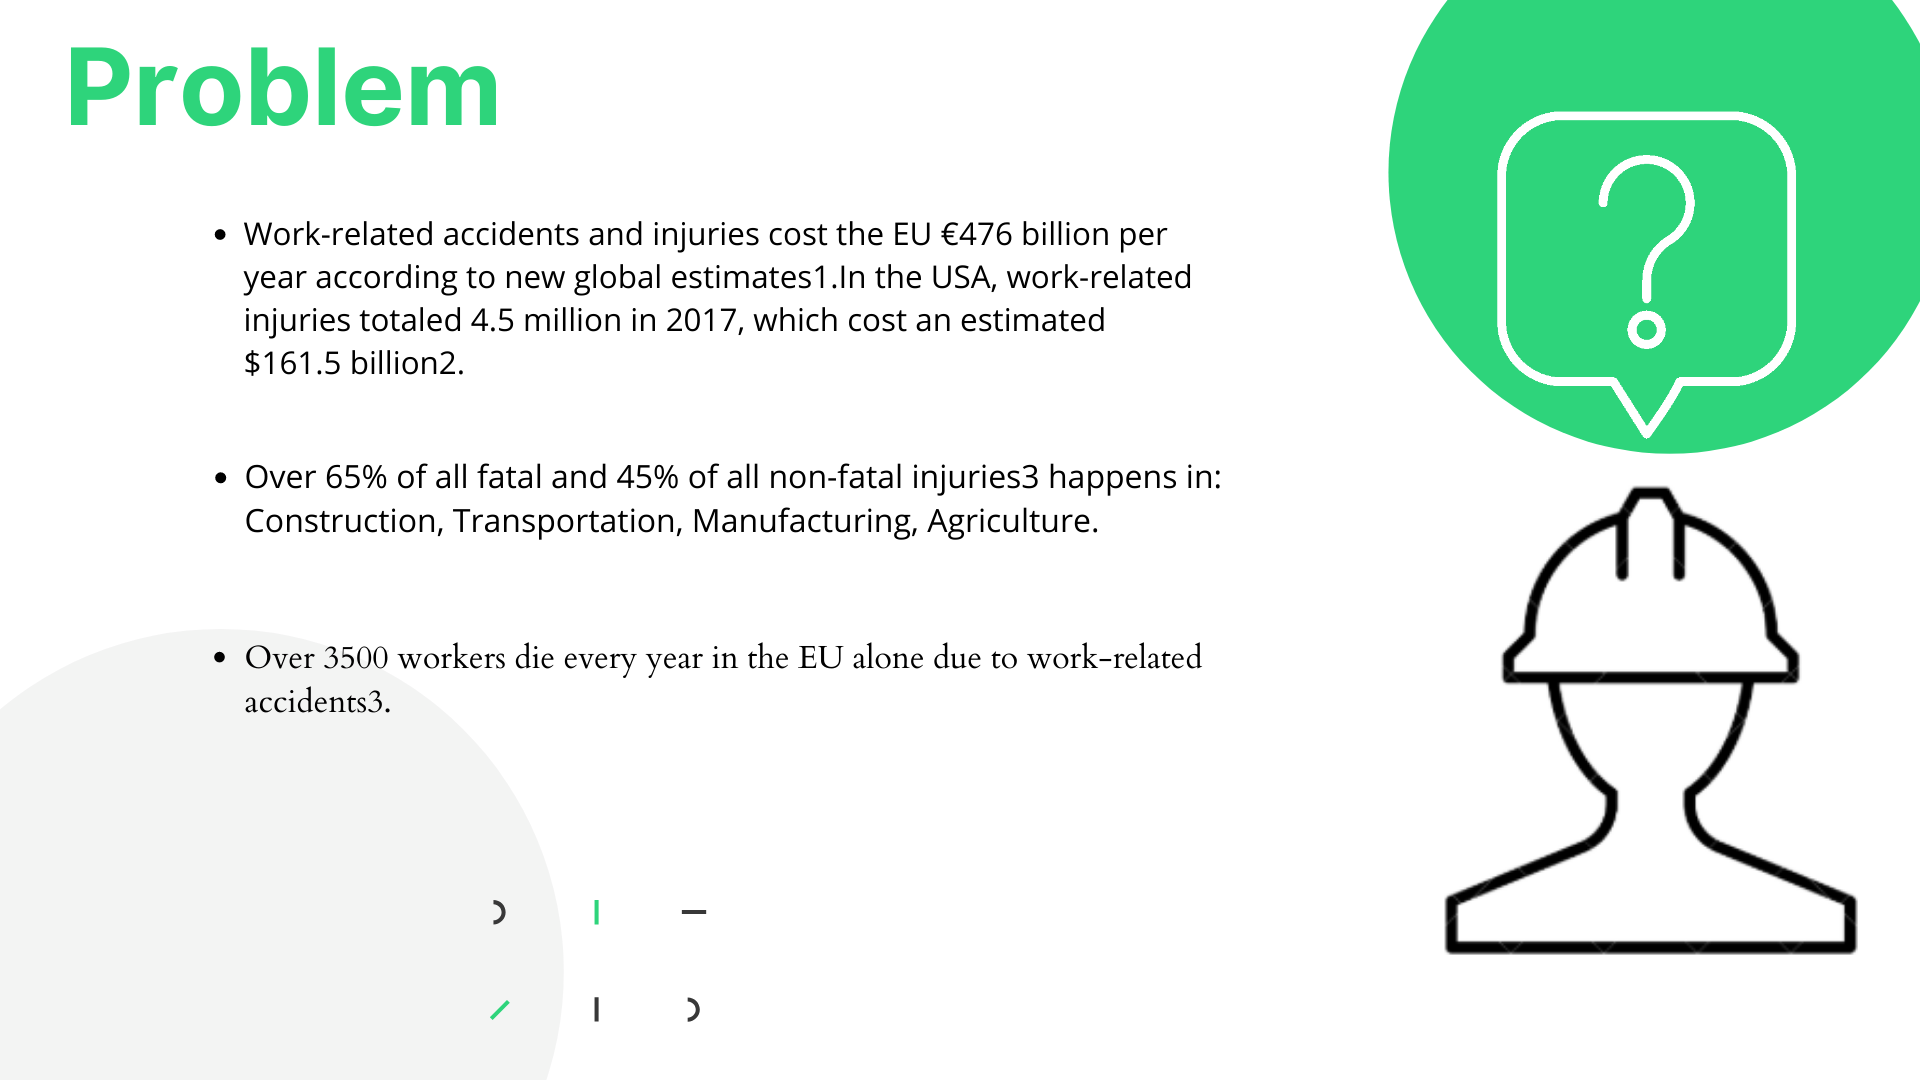 Problem
• Work-related accidents and injuries cost the EU €476 billion per
year according to new global estimates1.In the USA, work-related
injuries totaled 4.5 million in 2017, which cost an estimated
$161.5 billion2.
• Over 65% of all fatal and 45% of all non-fatal injuries3 happens in:
Construction, Transportation, Manufacturing, Agriculture.
• Over 3500 workers die every year in the EU alone due to work-related
accidents3.
?